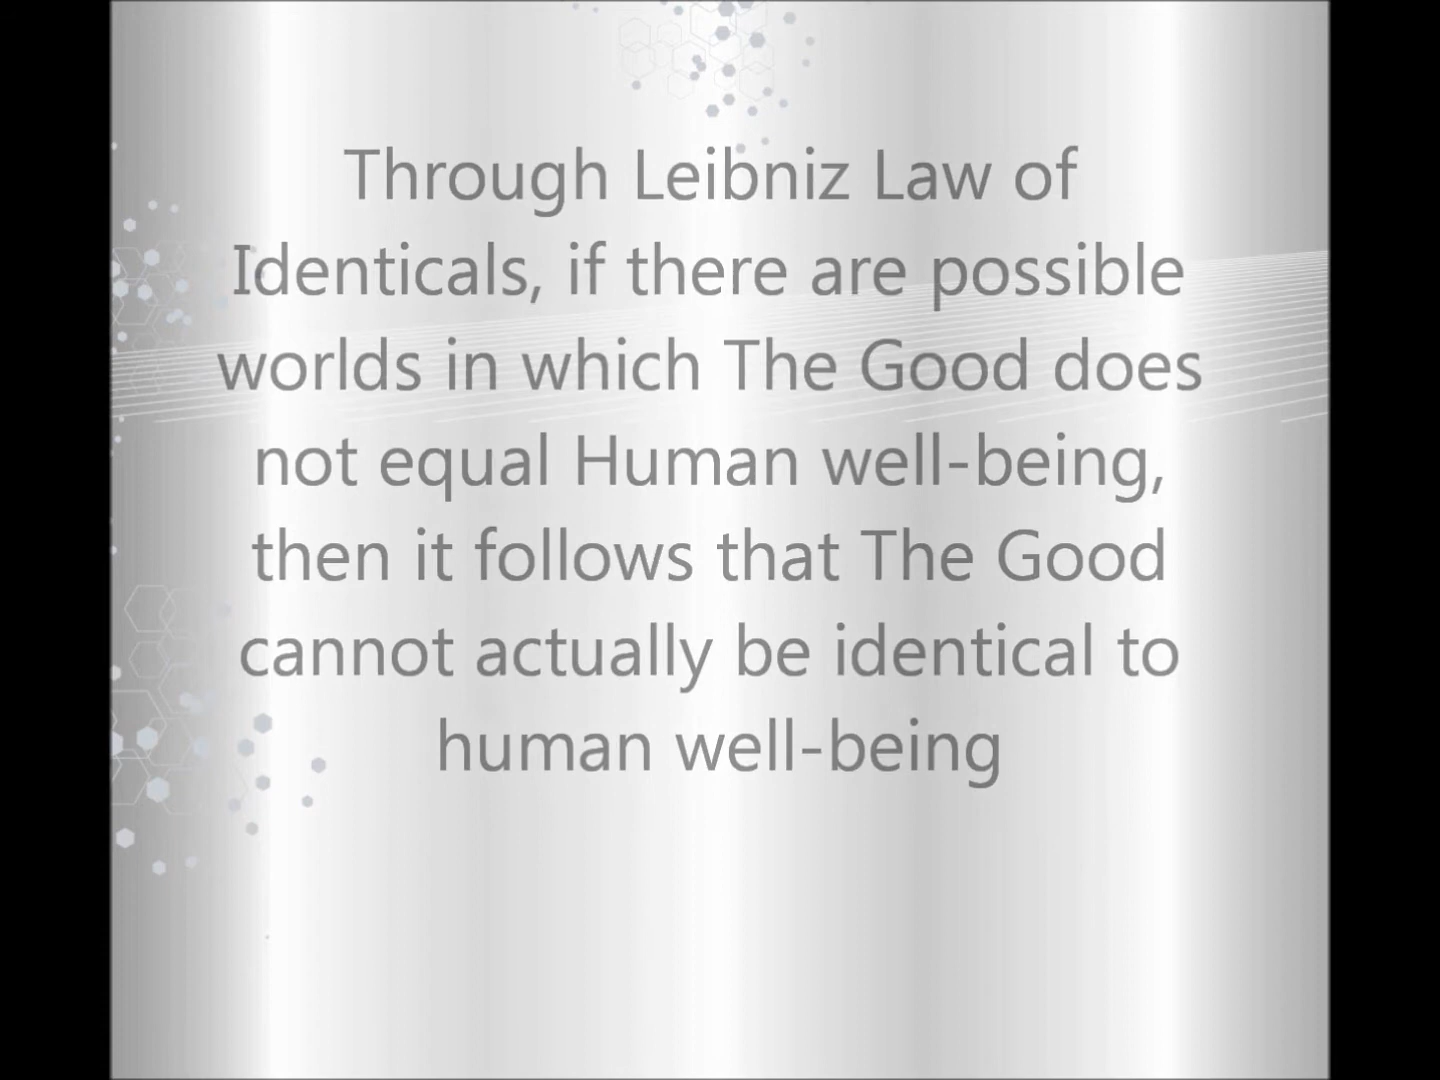 Through Leibniz Law of
Identicals, if there are possible
worlds in which The Good does
not equal Human well-being,
then it follows that The Good
cannot actually be identical to
human well-being